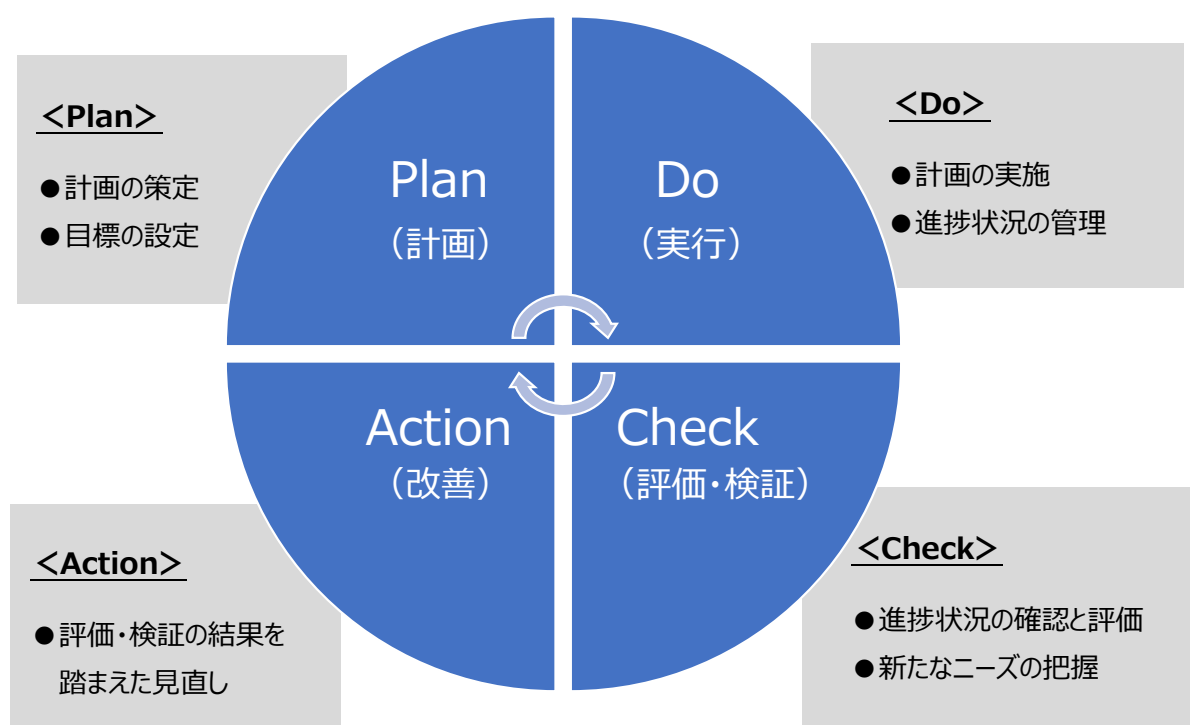 <Plan>
●計画の策定
●目標の設定
Plan
（計画）
Do
（実行）
<Do>
●計画の実施
●進捗状況の管理
Action
（改善）
Check
（評価・検証）
<Action>
●評価・検証の結果を
踏まえた見直し
<Check>
●進捗状況の確認と評価
●新たなニーズの把握